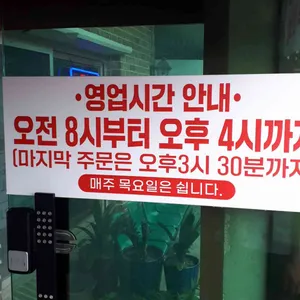 ·영업시간 안내·
오전 8시부터 오후 4시까지
(마지막 주문은 오후3시 30분까지
매주 목요일은 쉽니다.